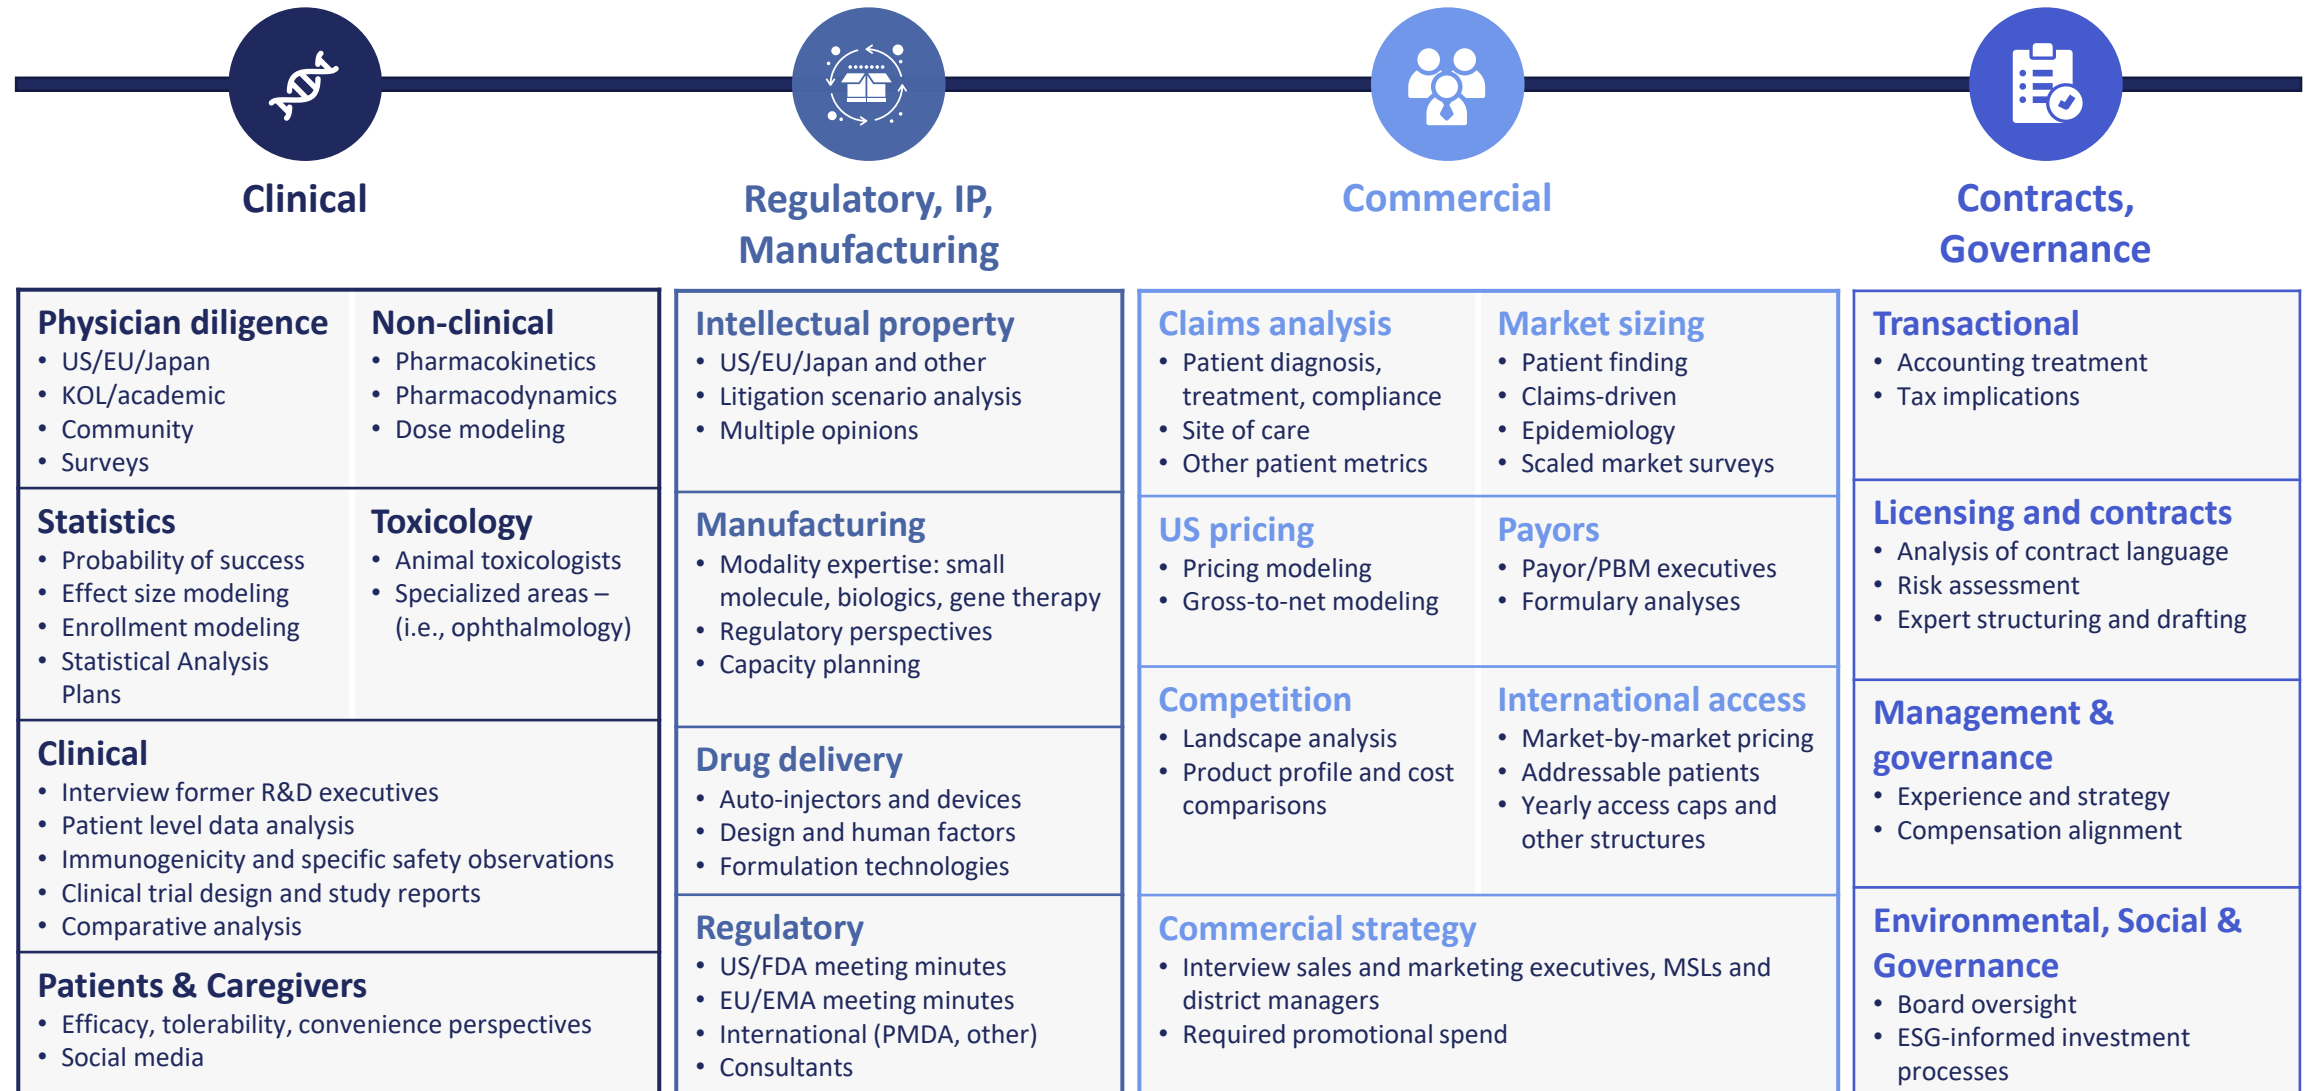 Clinical
Physician diligence
• US/EU/Japan
• KOL/academic
• Community
• Surveys
Non-clinical
• Pharmacokinetics
• Pharmacodynamics
• Dose modeling
Statistics
• Probability of success
• Effect size modeling
• Enrollment modeling
• Statistical Analysis
Plans
Toxicology
• Animal toxicologists
• Specialized areas –
(i.e., ophthalmology)
Clinical
• Interview former R&D executives
• Patient level data analysis
• Immunogenicity and specific safety observations
• Clinical trial design and study reports
• Comparative analysis
Patients & Caregivers
• Efficacy, tolerability, convenience perspectives
• Social media
Regulatory, IP,
Manufacturing
Intellectual property
• US/EU/Japan and other
• Litigation scenario analysis
• Multiple opinions
Manufacturing
• Modality expertise: small
molecule, biologics, gene therapy
• Regulatory perspectives
• Capacity planning
Drug delivery
• Auto-injectors and devices
• Design and human factors
• Formulation technologies
Regulatory
• US/FDA meeting minutes
• EU/EMA meeting minutes
• International (PMDA, other)
• Consultants
Commercial
Claims analysis
• Patient diagnosis,
treatment, compliance
• Site of care
• Other patient metrics
Market sizing
• Patient finding
• Claims-driven
• Epidemiology
• Scaled market surveys
US pricing
• Pricing modeling
• Gross-to-net modeling
Payors
• Payor/PBM executives
• Formulary analyses
Competition
• Landscape analysis
• Product profile and cost
comparisons
International access
• Market-by-market pricing
• Addressable patients
• Yearly access caps and
other structures
Commercial strategy
• Interview sales and marketing executives, MSLs and
district managers
• Required promotional spend
Contracts,
Governance
Transactional
• Accounting treatment
• Tax implications
Licensing and contracts
• Analysis of contract language
• Risk assessment
• Expert structuring and drafting
Management &
governance
• Experience and strategy
• Compensation alignment
Environmental, Social &
Governance
• Board oversight
• ESG-informed investment
processes